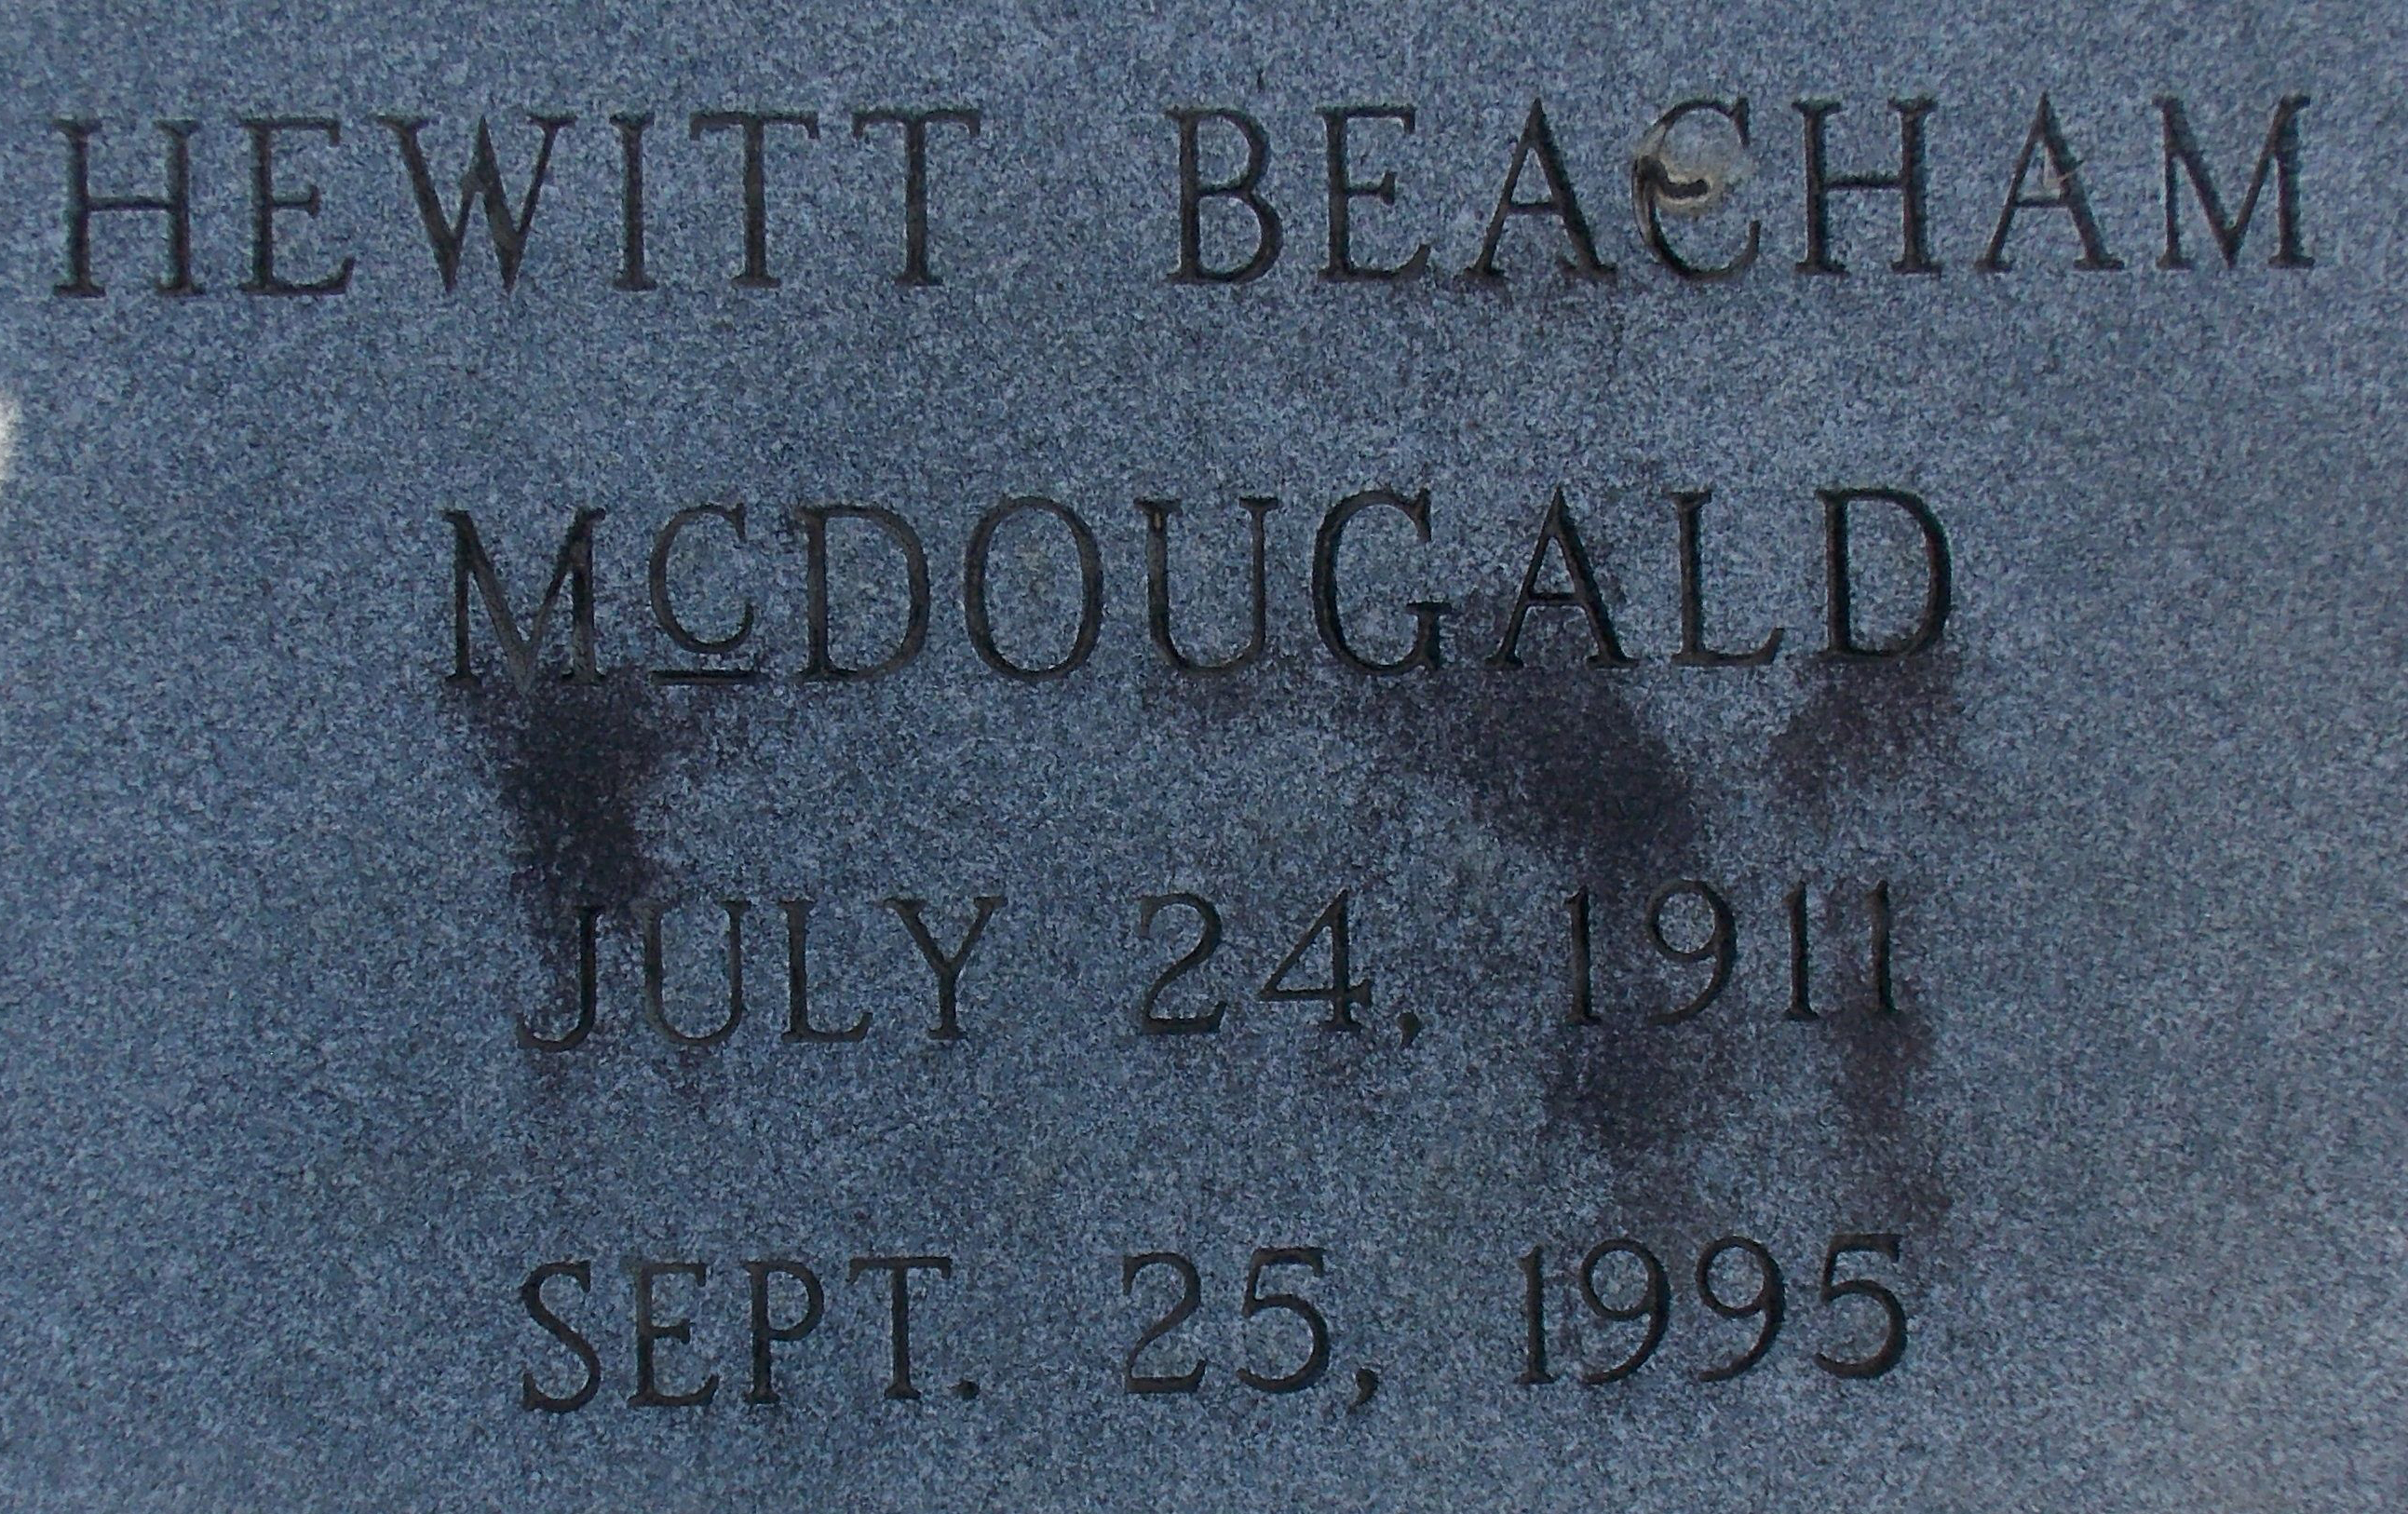 HEWITT BEACHAM
McDOUGALD
JULY 24, 1911
SEPT. 25, 1995